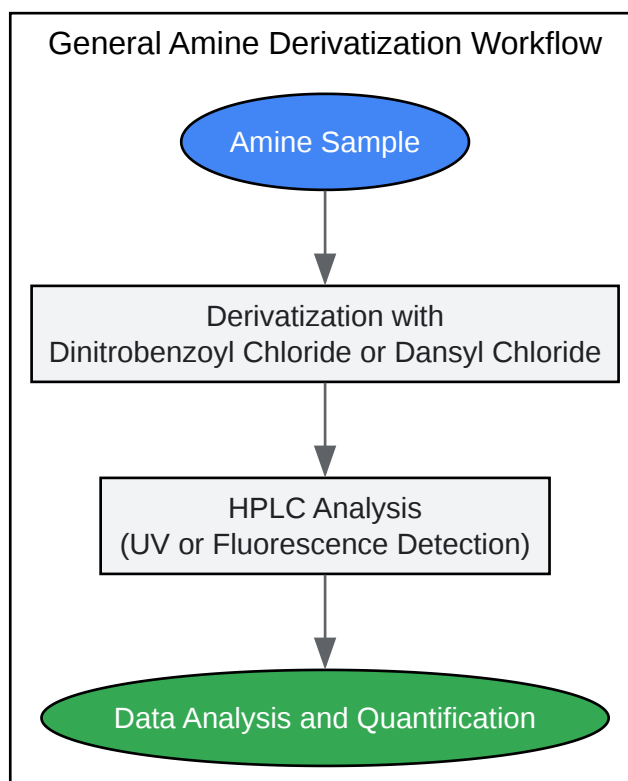 General Amine Derivatization Workflow
Amine Sample
Derivatization with
Dinitrobenzoyl Chloride or Dansyl Chloride
HPLC Analysis
(UV or Fluorescence Detection)
Data Analysis and Quantification